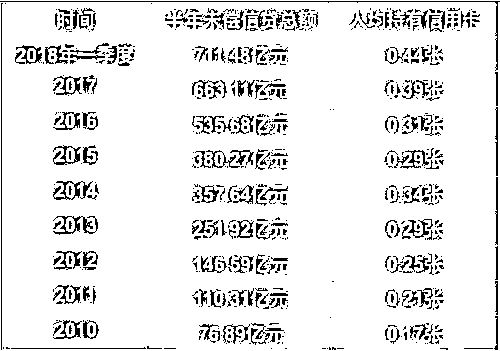 时间 半年未偿信贷总额 人均持有信用卡
2018年一季度 711.48亿元 0.44张
2017 663.11亿元 0.39张
2016 535.68亿元 0.31张
2015 380.27亿元 0.29张
2014 357.64亿元 0.34张
2013 251.92亿元 0.29张
2012 146.59亿元 0.25张
2011 110.31亿元 0.21张
2010 76.89亿元 0.17张